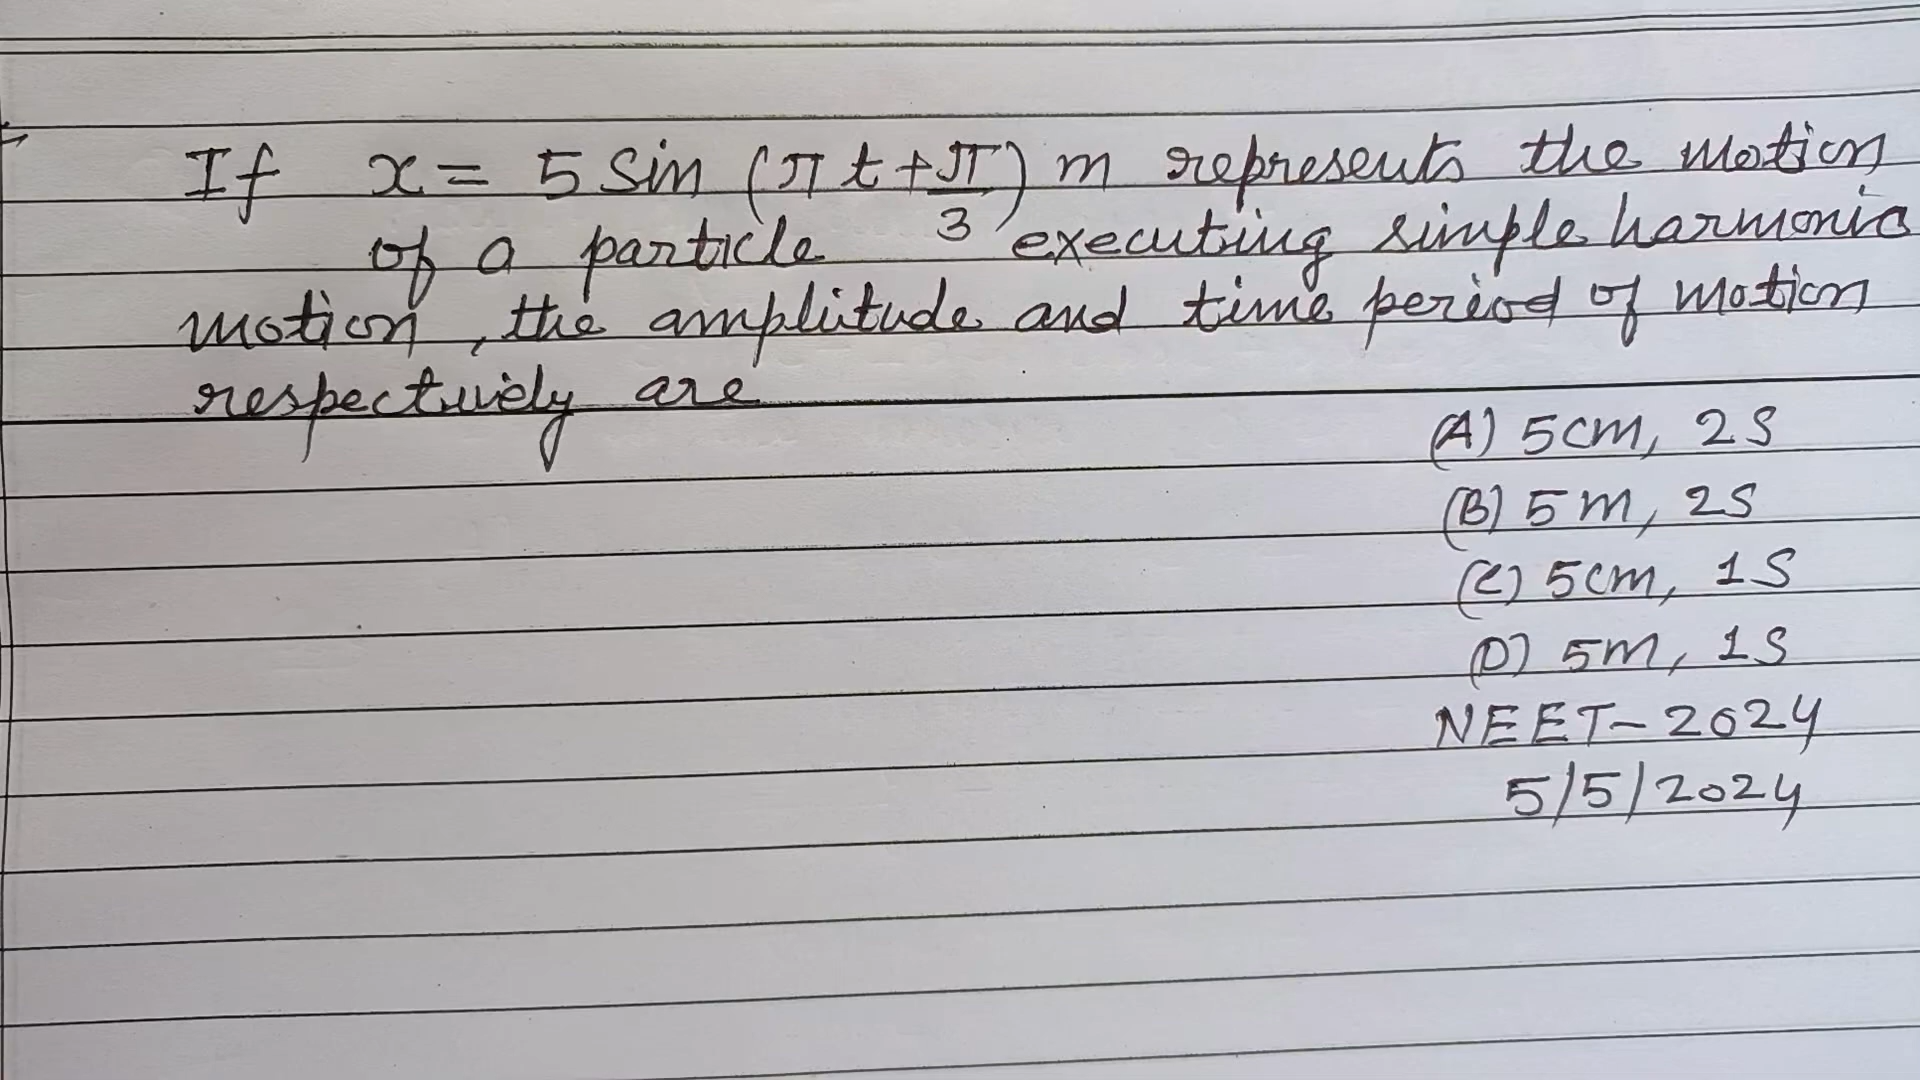 If x = 5 sin (πt + π/3) m represents the motion
of a particle executing simple harmonic
motion, the amplitude and time period of motion
respectively are
(A) 5cm, 2S
(B) 5m, 2S
(C) 5cm, 1S
(D) 5m, 1S
NEET-2024
5/5/2024